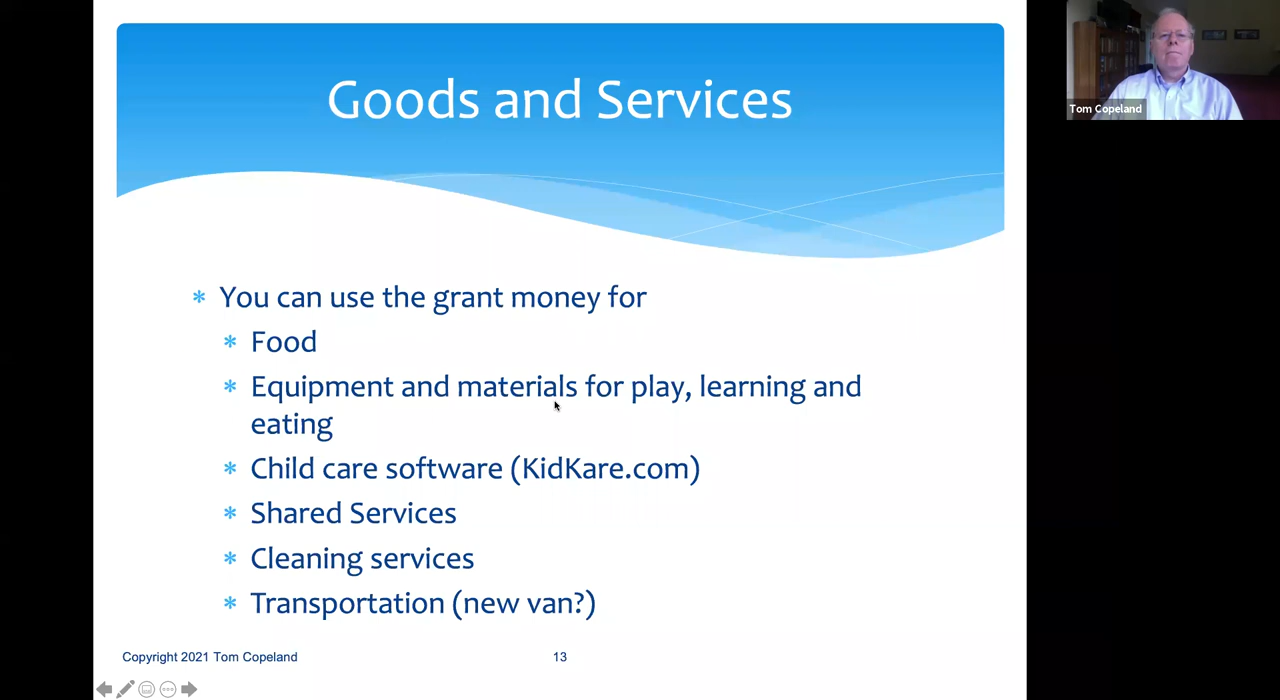 Goods and Services
Tom Copeland
* You can use the grant money for
* Food
* Equipment and materials for play, learning and
eating
* Child care software (KidKare.com)
* Shared Services
* Cleaning services
* Transportation (new van?)
Copyright 2021 Tom Copeland
13